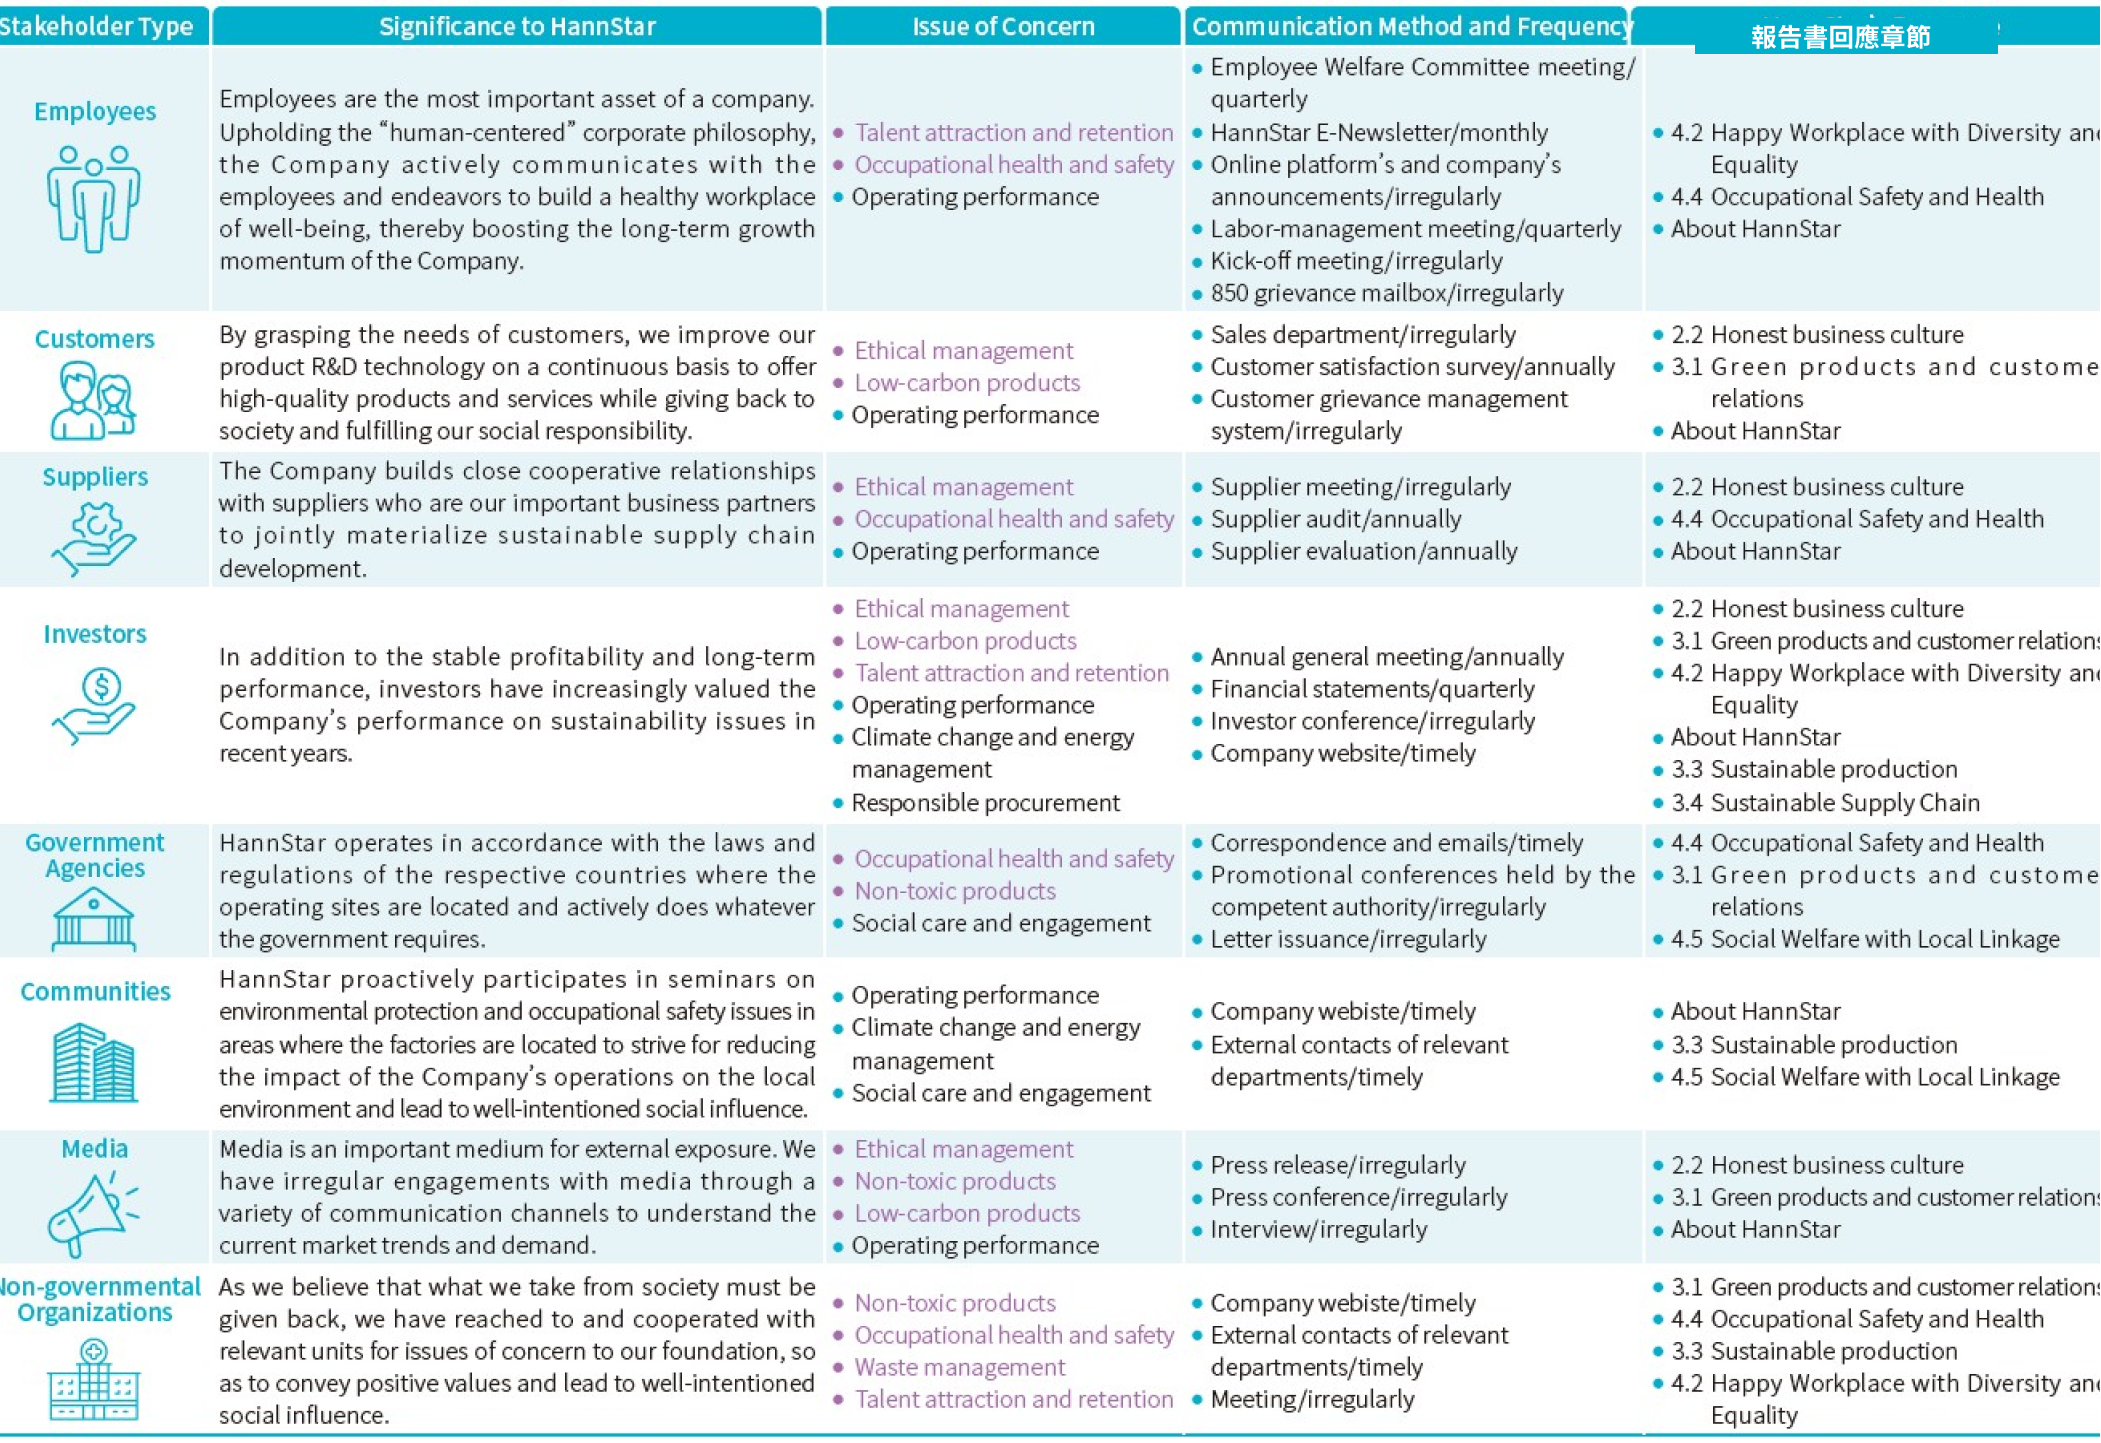 Stakeholder Type
Significance to HannStar
Issue of Concern
Communication Method and Frequency
報告書回應章節
Employees
Employees are the most important asset of a company.
Upholding the “human-centered” corporate philosophy,
the Company actively communicates with the
employees and endeavors to build a healthy workplace
of well-being, thereby boosting the long-term growth
momentum of the Company.
• Talent attraction and retention
• Occupational health and safety
• Operating performance
• Employee Welfare Committee meeting/
quarterly
• HannStar E-Newsletter/monthly
• Online platform’s and company’s
announcements/irregularly
• Labor-management meeting/quarterly
• Kick-off meeting/irregularly
• 850 grievance mailbox/irregularly
• 4.2 Happy Workplace with Diversity and
Equality
• 4.4 Occupational Safety and Health
• About HannStar
Customers
By grasping the needs of customers, we improve our
product R&D technology on a continuous basis to offer
high-quality products and services while giving back to
society and fulfilling our social responsibility.
• Ethical management
• Low-carbon products
• Operating performance
• Sales department/irregularly
• Customer satisfaction survey/annually
• Customer grievance management
system/irregularly
• 2.2 Honest business culture
• 3.1 Green products and custome
relations
• About HannStar
Suppliers
The Company builds close cooperative relationships
with suppliers who are our important business partners
to jointly materialize sustainable supply chain
development.
• Ethical management
• Occupational health and safety
• Operating performance
• Supplier meeting/irregularly
• Supplier audit/annually
• Supplier evaluation/annually
• 2.2 Honest business culture
• 4.4 Occupational Safety and Health
• About HannStar
Investors
In addition to the stable profitability and long-term
performance, investors have increasingly valued the
Company’s performance on sustainability issues in
recent years.
• Ethical management
• Low-carbon products
• Talent attraction and retention
• Operating performance
• Climate change and energy
management
• Responsible procurement
• Annual general meeting/annually
• Financial statements/quarterly
• Investor conference/irregularly
• Company website/timely
• 2.2 Honest business culture
• 3.1 Green products and customer relations
• 4.2 Happy Workplace with Diversity and
Equality
• About HannStar
• 3.3 Sustainable production
• 3.4 Sustainable Supply Chain
Government
Agencies
HannStar operates in accordance with the laws and
regulations of the respective countries where the
operating sites are located and actively does whatever
the government requires.
• Occupational health and safety
• Non-toxic products
• Social care and engagement
• Correspondence and emails/timely
• Promotional conferences held by the
competent authority/irregularly
• Letter issuance/irregularly
• 4.4 Occupational Safety and Health
• 3.1 Green products and custome
relations
• 4.5 Social Welfare with Local Linkage
Communities
HannStar proactively participates in seminars on
environmental protection and occupational safety issues in
areas where the factories are located to strive for reducing
the impact of the Company’s operations on the local
environment and lead to well-intentioned social influence.
• Operating performance
• Climate change and energy
management
• Social care and engagement
• Company webiste/timely
• External contacts of relevant
departments/timely
• About HannStar
• 3.3 Sustainable production
• 4.5 Social Welfare with Local Linkage
Media
Media is an important medium for external exposure. We
have irregular engagements with media through a
variety of communication channels to understand the
current market trends and demand.
• Ethical management
• Non-toxic products
• Low-carbon products
• Operating performance
• Press release/irregularly
• Press conference/irregularly
• Interview/irregularly
• 2.2 Honest business culture
• 3.1 Green products and customer relations
• About HannStar
Non-governmental
Organizations
As we believe that what we take from society must be
given back, we have reached to and cooperated with
relevant units for issues of concern to our foundation, so
as to convey positive values and lead to well-intentioned
social influence.
• Non-toxic products
• Occupational health and safety
• Waste management
• Talent attraction and retention
• Company webiste/timely
• External contacts of relevant
departments/timely
• Meeting/irregularly
• 3.1 Green products and customer relations
• 4.4 Occupational Safety and Health
• 3.3 Sustainable production
• 4.2 Happy Workplace with Diversity and
Equality